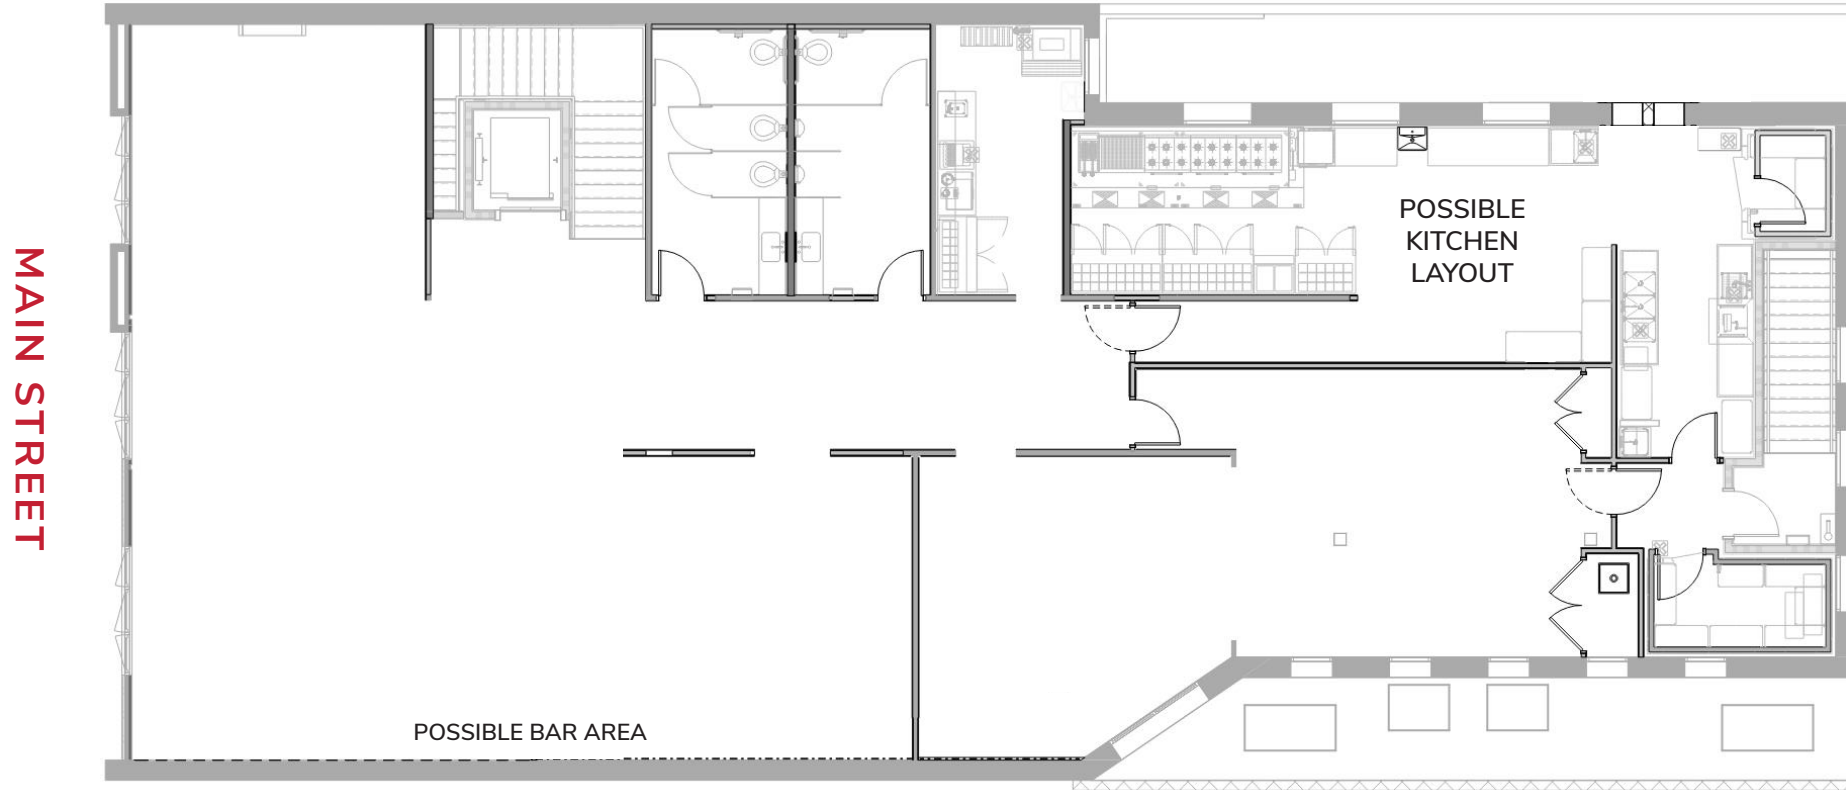 MAIN STREET
POSSIBLE
KITCHEN
LAYOUT
POSSIBLE BAR AREA